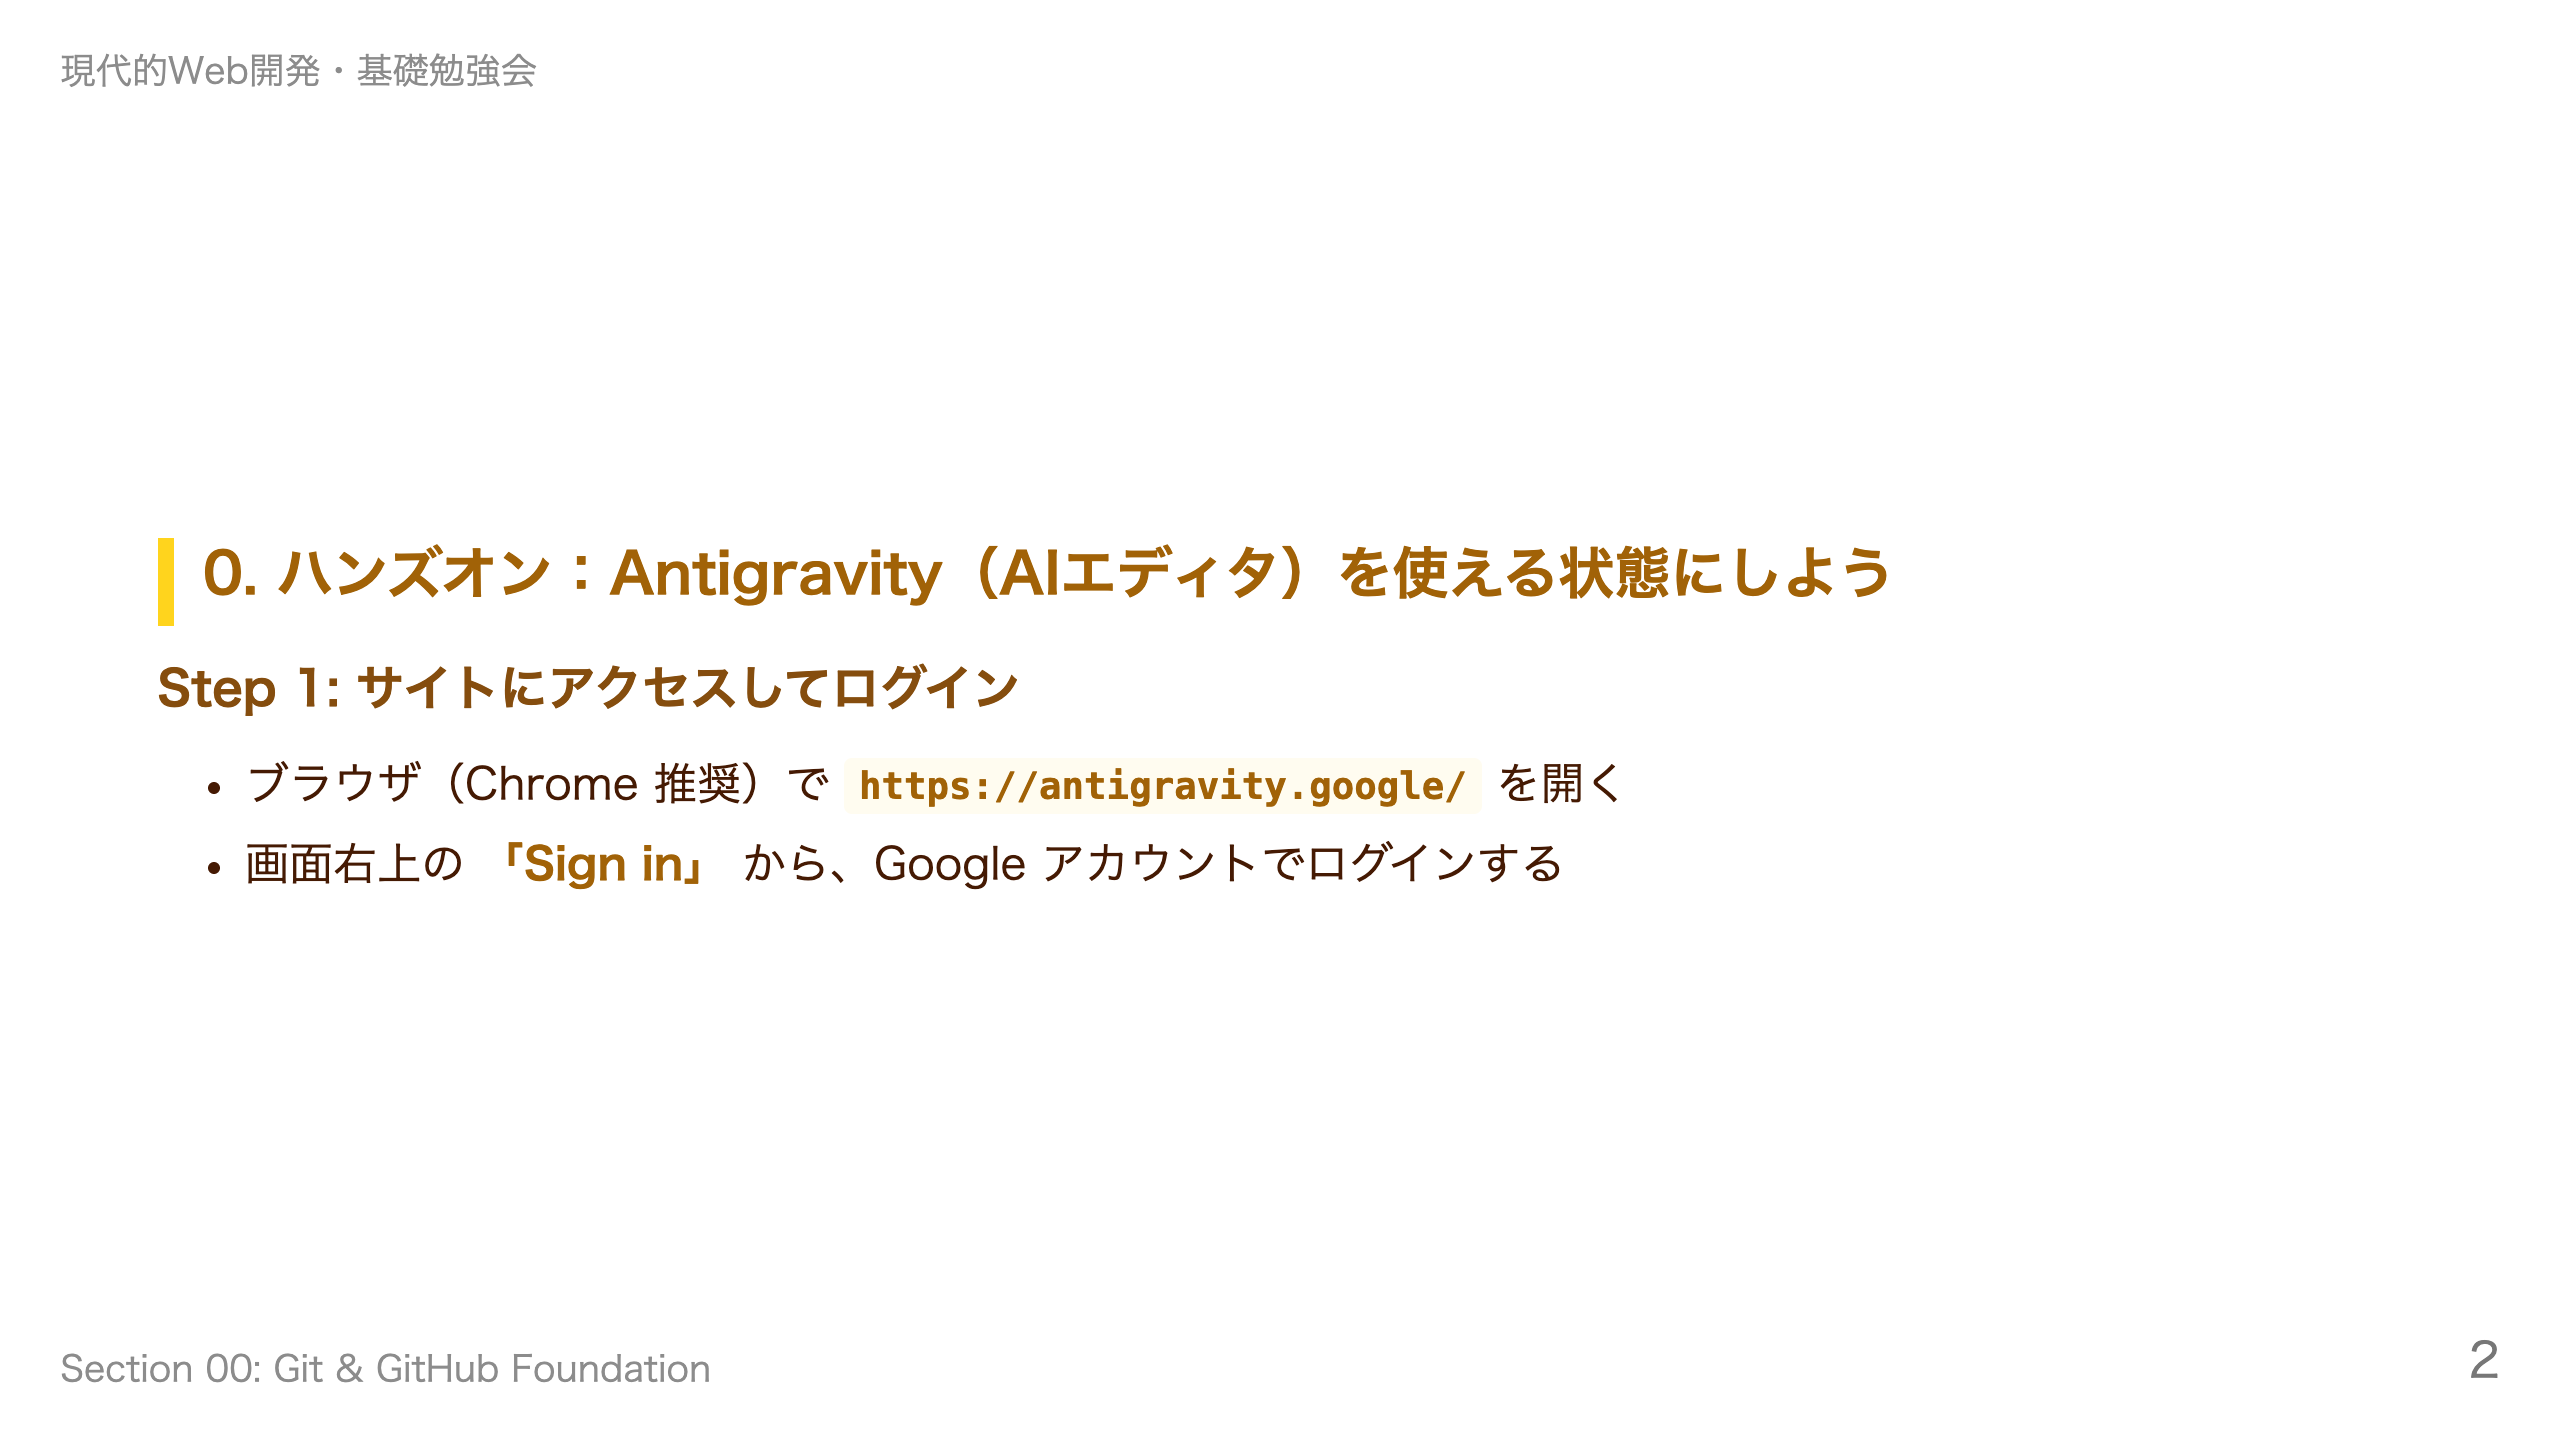 現代的Web開発・基礎勉強会
0. ハンズオン：Antigravity（AIエディタ）を使える状態にしよう
Step 1: サイトにアクセスしてログイン
• ブラウザ（Chrome 推奨）で https://antigravity.google/ を開く
• 画面右上の 「Sign in」 から、Google アカウントでログインする
Section 00: Git & GitHub Foundation
2